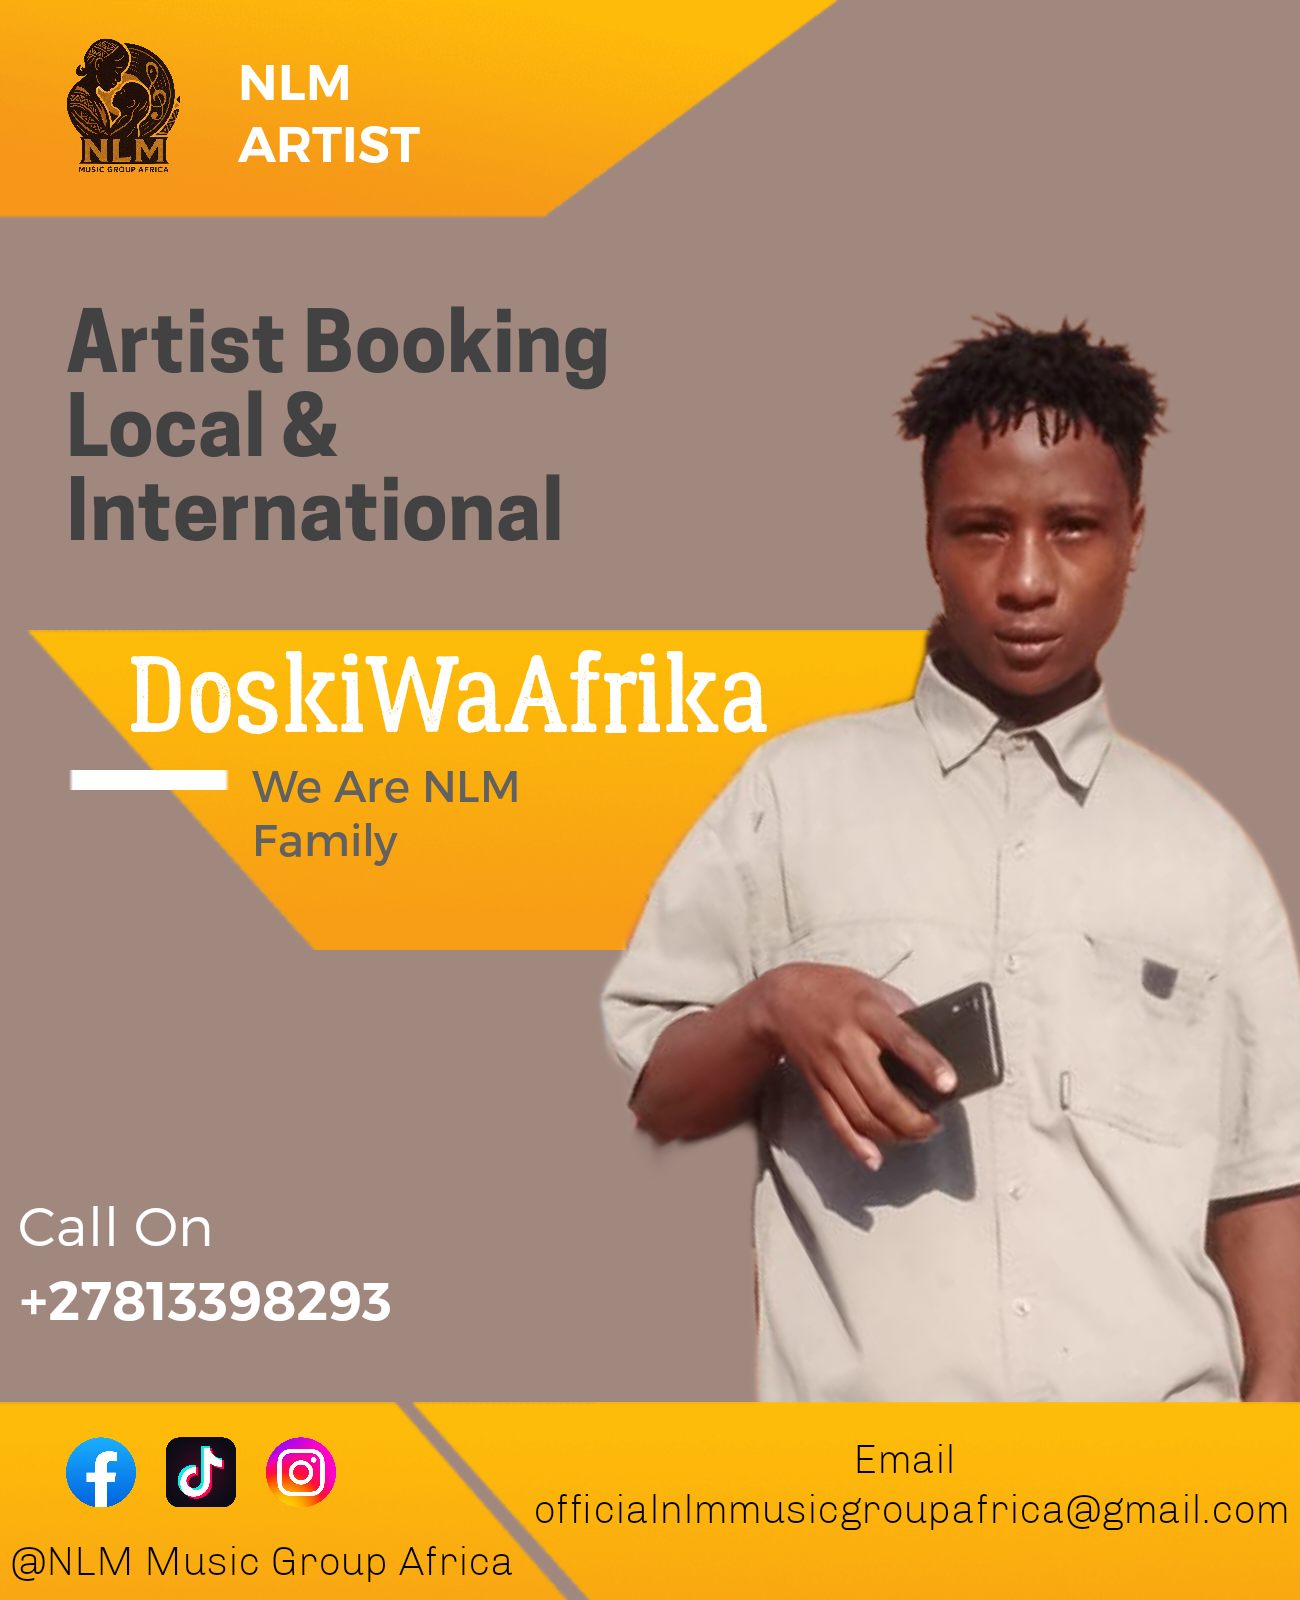 NLM
MUSIC GROUP AFRICA
NLM
ARTIST
Artist Booking
Local &
International
DoskiWaAfrika
We Are NLM
Family
Call On
+27813398293
@NLM Music Group Africa
Email
officialnlmmusicgroupafrica@gmail.com